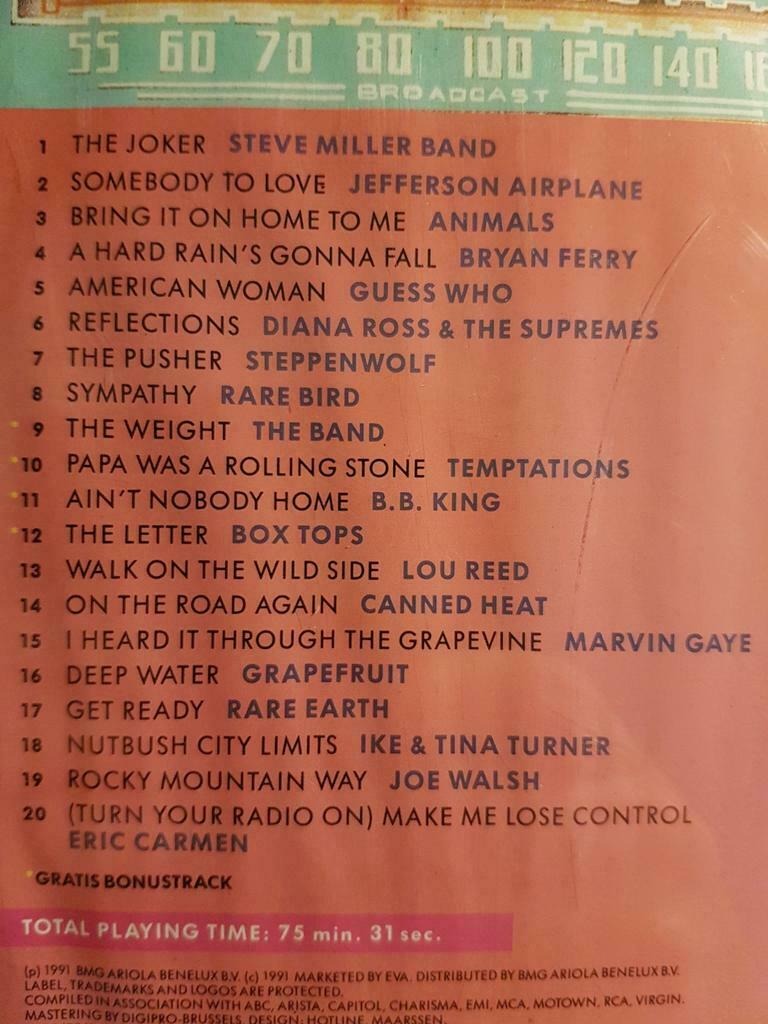 55 60 70 80 100 120 140
BROADCAST
1 THE JOKER STEVE MILLER BAND
2 SOMEBODY TO LOVE JEFFERSON AIRPLANE
3 BRING IT ON HOME TO ME ANIMALS
4 A HARD RAIN'S GONNA FALL BRYAN FERRY
5 AMERICAN WOMAN GUESS WHO
6 REFLECTIONS DIANA ROSS & THE SUPREMES
7 THE PUSHER STEPPENWOLF
8 SYMPATHY RARE BIRD
*9 THE WEIGHT THE BAND
*10 PAPA WAS A ROLLING STONE TEMPTATIONS
*11 AIN'T NOBODY HOME B.B. KING
*12 THE LETTER BOX TOPS
13 WALK ON THE WILD SIDE LOU REED
14 ON THE ROAD AGAIN CANNED HEAT
15 I HEARD IT THROUGH THE GRAPEVINE MARVIN GAYE
16 DEEP WATER GRAPEFRUIT
17 GET READY RARE EARTH
18 NUTBUSH CITY LIMITS IKE & TINA TURNER
19 ROCKY MOUNTAIN WAY JOE WALSH
20 (TURN YOUR RADIO ON) MAKE ME LOSE CONTROL
ERIC CARMEN
*GRATIS BONUSTRACK
TOTAL PLAYING TIME: 75 min. 31 sec.
(p) 1991 BMG ARIOLA BENELUX B.V. (c) 1991 MARKETED BY EVA. DISTRIBUTED BY BMG ARIOLA BENELUX B.V.
LABEL, TRADEMARKS AND LOGOS ARE PROTECTED.
COMPILED IN ASSOCIATION WITH ABC, ARISTA, CAPITOL, CHARISMA, EMI, MCA, MOTOWN, RCA, VIRGIN.
MASTERING BY DIGIPRO-BRUSSELS. DESIGN: HOTLINE, MAARSSEN.